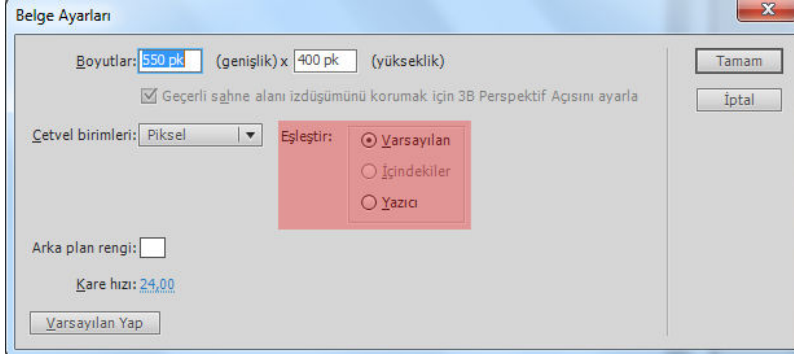 Belge Ayarları
X
Boyutlar: 550 pk (genişlik) x 400 pk (yükseklik)
Tamam
Geçerli sahne alanı izdüşümünü korumak için 3B Perspektif Açısını ayarla
İptal
Cetvel birimleri: Piksel
Eşleştir: Varsayılan
İçindekiler
Yazıcı
Arka plan rengi:
Kare hızı: 24,00
Varsayılan Yap